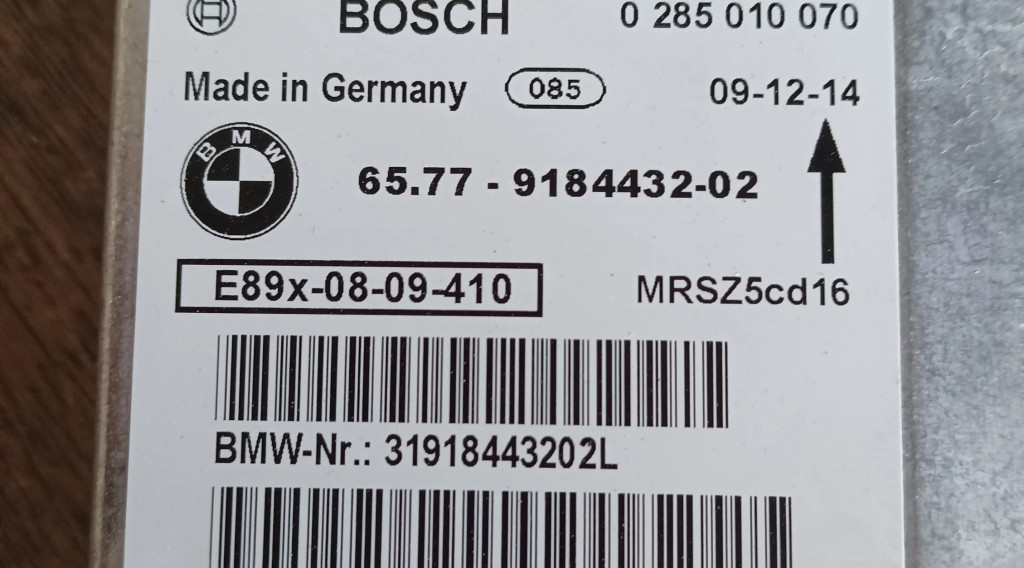 BOSCH 0 285 010 070
Made in Germany 085 09-12-14
BMW 65.77 - 9184432-02
E89x-08-09-410 MRSZ5cd16
BMW-Nr.: 31918443202L